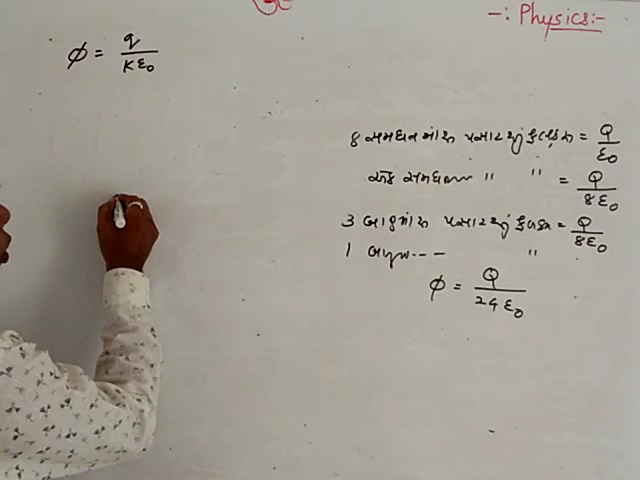 -: Physics:-
φ = q / Kε₀
8 સમઘનમાંથી પસાર થતું ફ્લક્સ = Q / ε₀
એક સમઘન " " = Q / 8ε₀
3 બાજુમાંથી પસાર થતું ફ્લક્સ = Q / 8ε₀
1 બાજુ --- "
φ = Q / 24ε₀